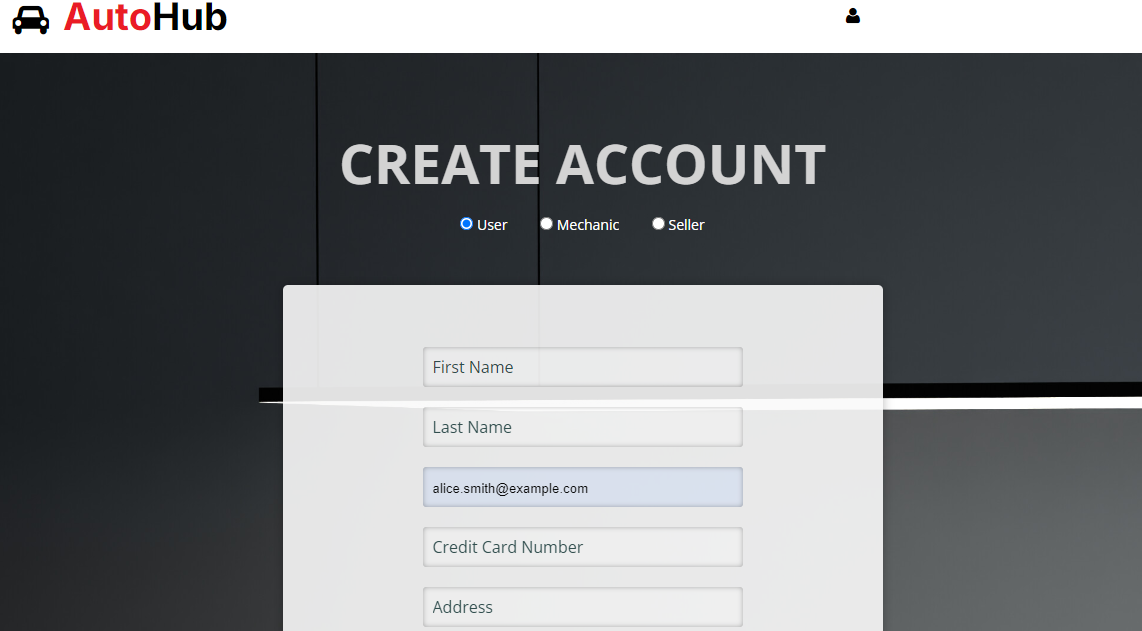 AutoHub
CREATE ACCOUNT
User Mechanic Seller
First Name
Last Name
alice.smith@example.com
Credit Card Number
Address